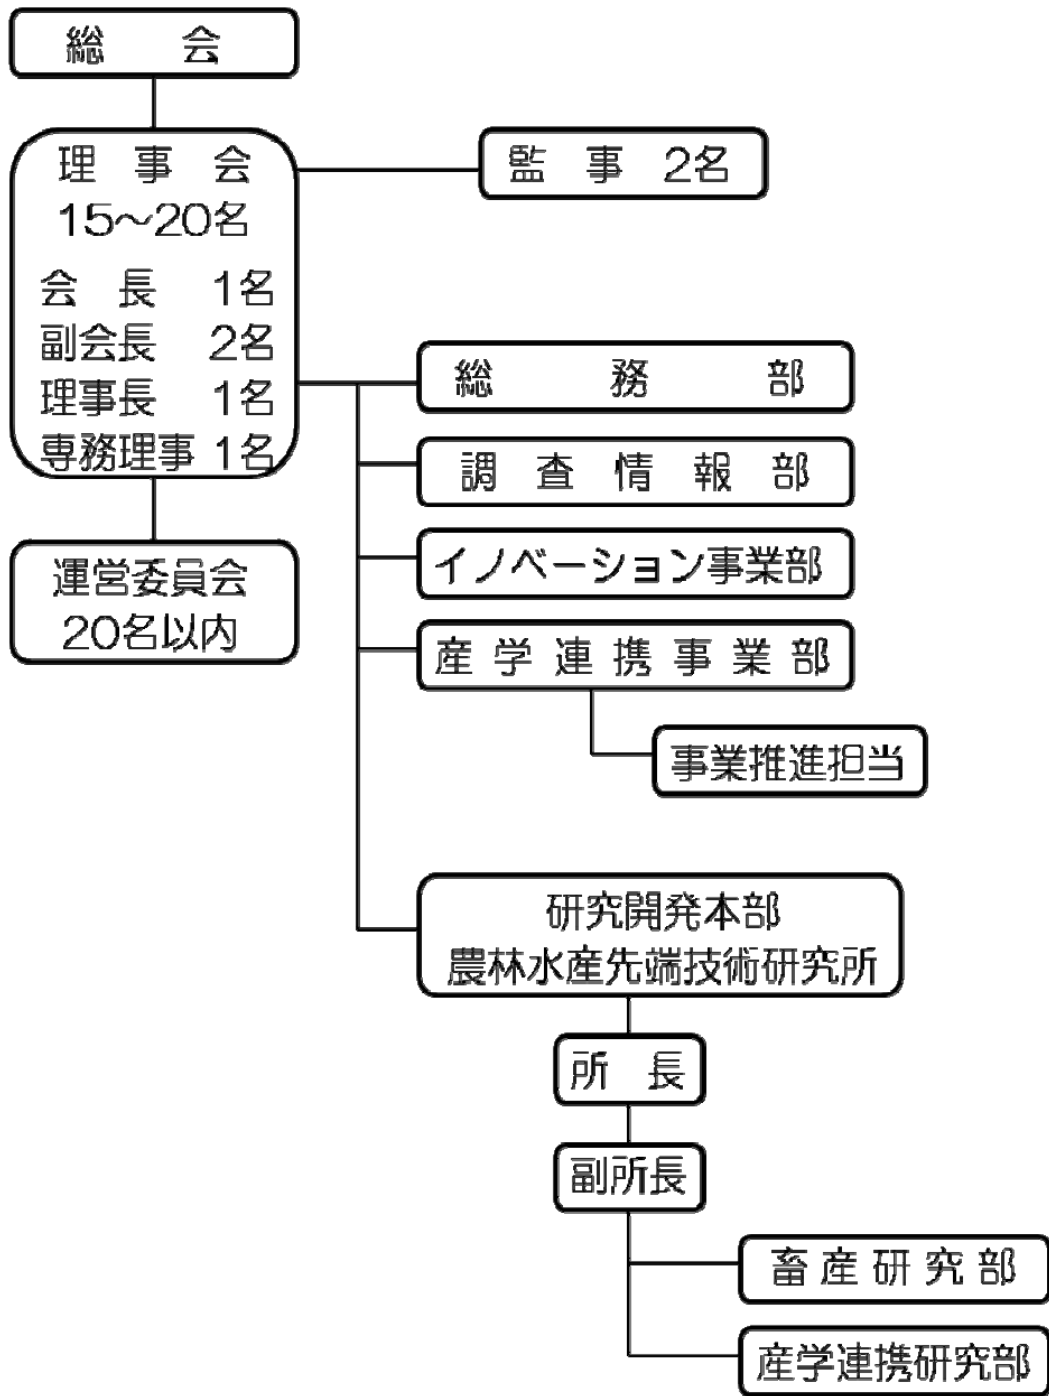 総 会
理 事 会
15～20名
会 長 1名
副会長 2名
理事長 1名
専務理事 1名
監 事 2名
運営委員会
20名以内
総 務 部
調 査 情 報 部
イノベーション事業部
産 学 連 携 事 業 部
事業推進担当
研究開発本部
農林水産先端技術研究所
所 長
副所長
畜 産 研 究 部
産学連携研究部